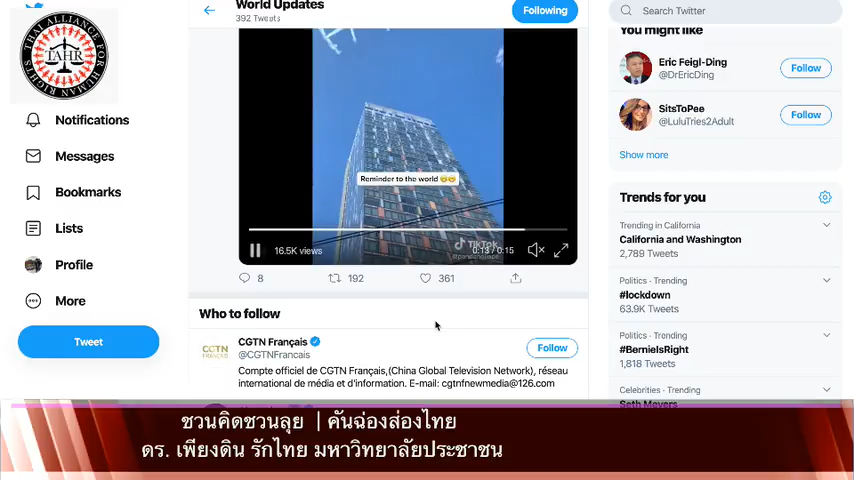 World Updates
392 Tweets
Following
Search Twitter
THAI ALLIANCE FOR HUMAN RIGHTS
TAHR
Notifications
Messages
Bookmarks
Lists
Profile
More
Tweet
Reminder to the world
16.5K views
TikTok
0:13 / 0:15
8
192
361
Who to follow
CGTN Français
@CGTNFrancais
Follow
Compte officiel de CGTN Français,(China Global Television Network), réseau
international de média et d'information. E-mail: cgtnfnewmedia@126.com
You might like
Eric Feigl-Ding
@DrEricDing
Follow
SitsToPee
@LuluTries2Adult
Follow
Show more
Trends for you
Trending in California
California and Washington
2,789 Tweets
Politics · Trending
#lockdown
63.9K Tweets
Politics · Trending
#BernieIsRight
1,818 Tweets
Celebrities · Trending
Seth Meyers
ชวนคิดชวนลุย | คันฉ่องส่องไทย
ดร. เพียงดิน รักไทย มหาวิทยาลัยประชาชน